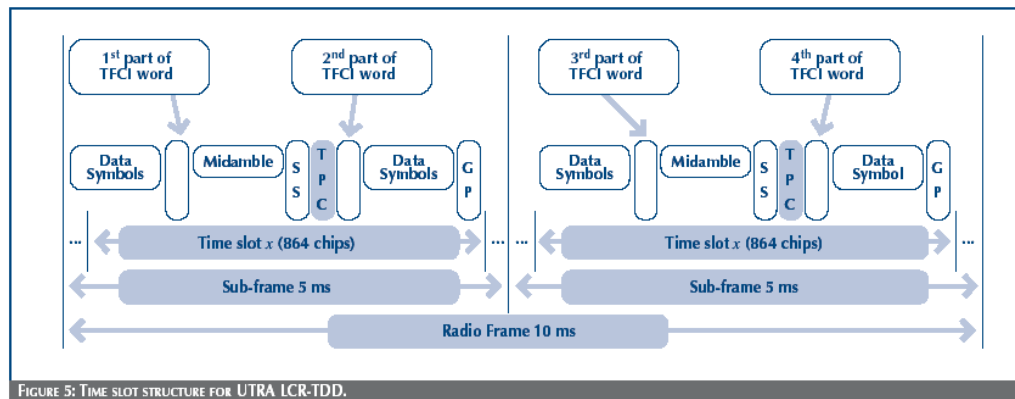 1st part of
TFCI word
2nd part of
TFCI word
3rd part of
TFCI word
4th part of
TFCI word
Data
Symbols
Midamble
S
S
T
P
C
Data
Symbols
G
P
Data
Symbols
Midamble
S
S
T
P
C
Data
Symbol
G
P
... Time slot x (864 chips) ... ... Time slot x (864 chips) ...
Sub-frame 5 ms Sub-frame 5 ms
Radio Frame 10 ms
FIGURE 5: TIME SLOT STRUCTURE FOR UTRA LCR-TDD.